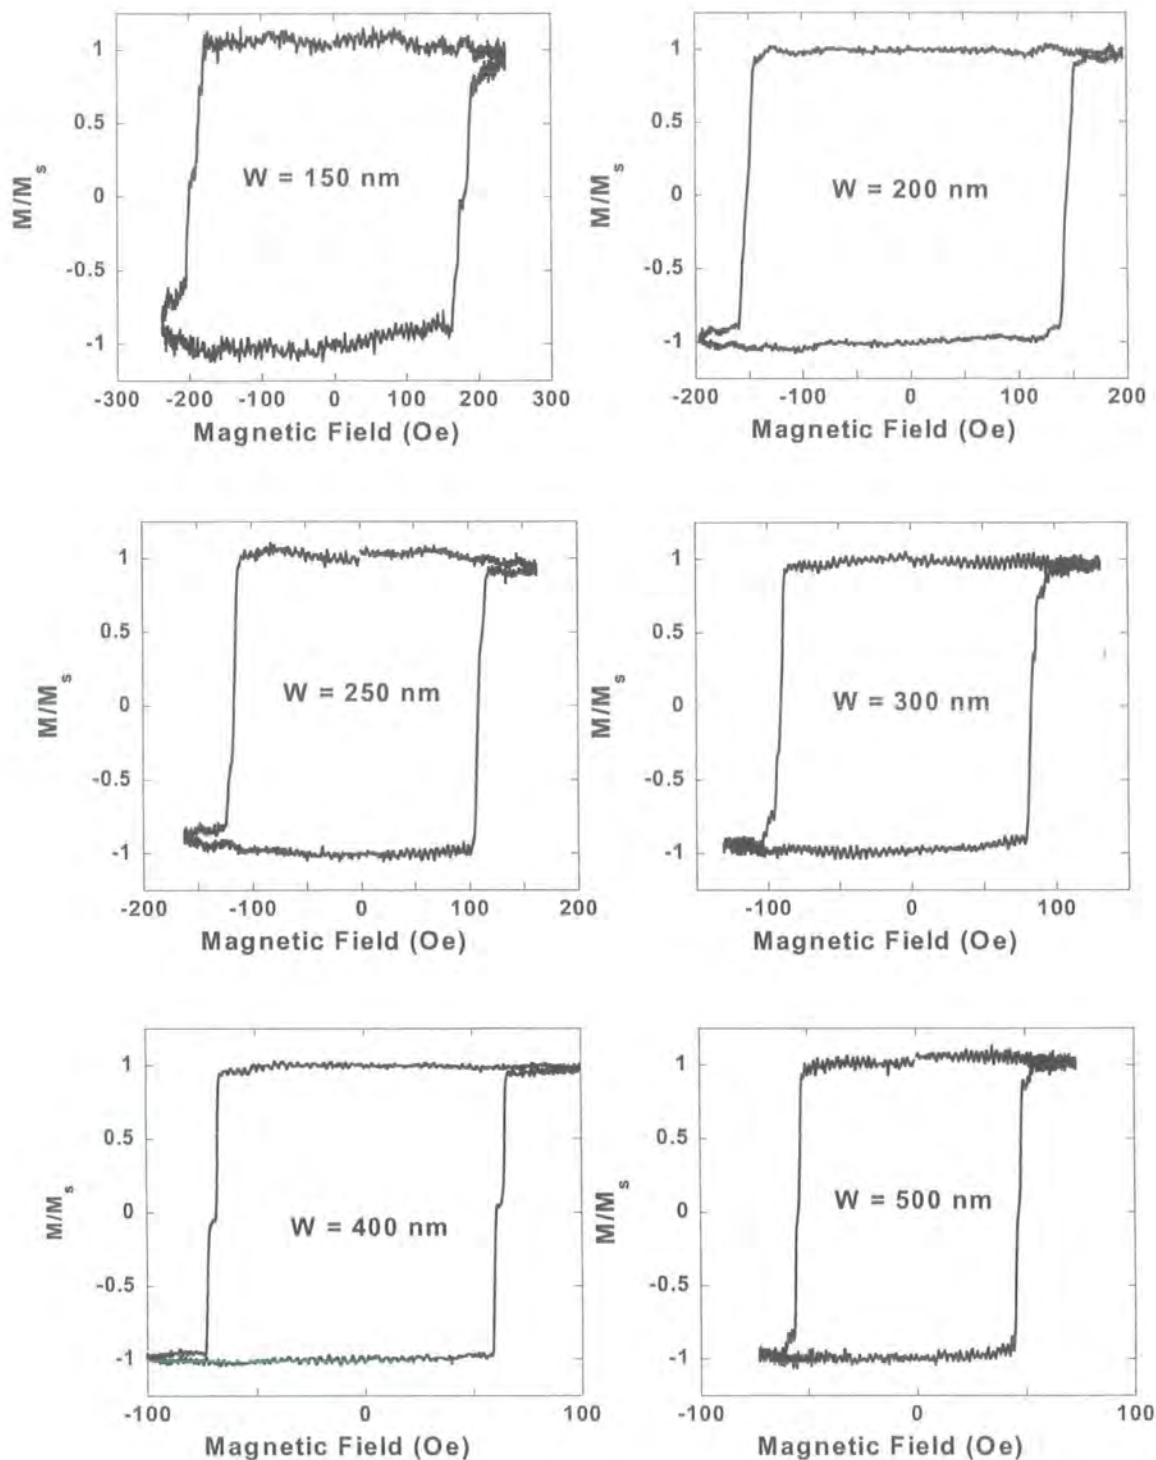 1
0.5
0
-0.5
-1
M/Ms
W = 150 nm
-300 -200 -100 0 100 200 300
Magnetic Field (Oe)
1
0.5
0
-0.5
-1
M/Ms
W = 200 nm
-200 -100 0 100 200
Magnetic Field (Oe)
1
0.5
0
-0.5
-1
M/Ms
W = 250 nm
-200 -100 0 100 200
Magnetic Field (Oe)
1
0.5
0
-0.5
-1
M/Ms
W = 300 nm
-100 0 100
Magnetic Field (Oe)
1
0.5
0
-0.5
-1
M/Ms
W = 400 nm
-100 0 100
Magnetic Field (Oe)
1
0.5
0
-0.5
-1
M/Ms
W = 500 nm
-100 0 100
Magnetic Field (Oe)